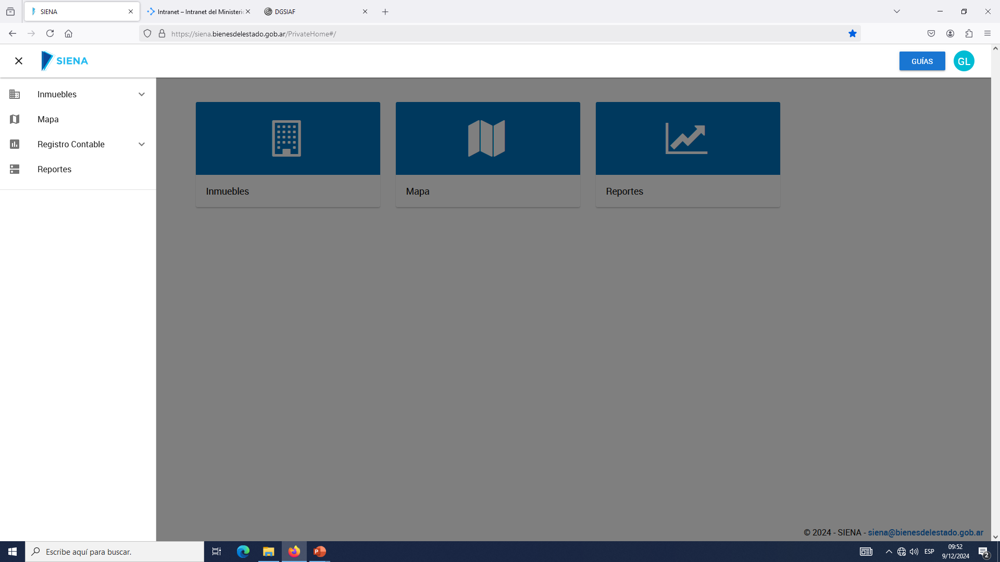 SIENA
Intranet – Intranet del Ministerio
DGSIAF
https://siena.bienesdelestado.gob.ar/PrivateHome#/
SIENA
GUÍAS
GL
Inmuebles
Mapa
Registro Contable
Reportes
Inmuebles
Mapa
Reportes
© 2024 - SIENA - siena@bienesdelestado.gob.ar
Escribe aquí para buscar.
ESP
09:52
9/12/2024
2